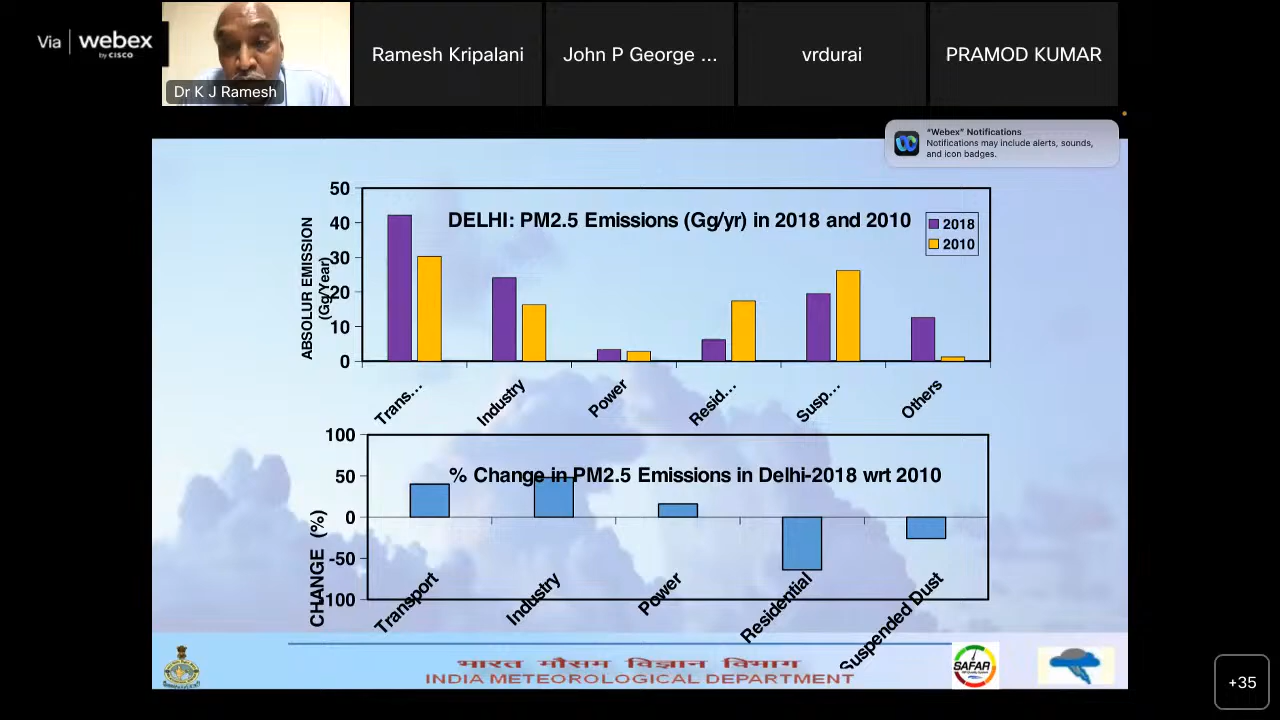 Via webex
by CISCO
Dr K J Ramesh
Ramesh Kripalani
John P George ...
vrdurai
PRAMOD KUMAR
"Webex" Notifications
Notifications may include alerts, sounds,
and icon badges.
DELHI: PM2.5 Emissions (Gg/yr) in 2018 and 2010
2018
2010
ABSOLUR EMISSION
(Gg/Year)
50
40
30
20
10
0
Trans...
Industry
Power
Resid...
Susp...
Others
% Change in PM2.5 Emissions in Delhi-2018 wrt 2010
CHANGE (%)
100
50
0
-50
-100
Transport
Industry
Power
Residential
Suspended Dust
भारत मौसम विज्ञान विभाग
INDIA METEOROLOGICAL DEPARTMENT
SAFAR
+35